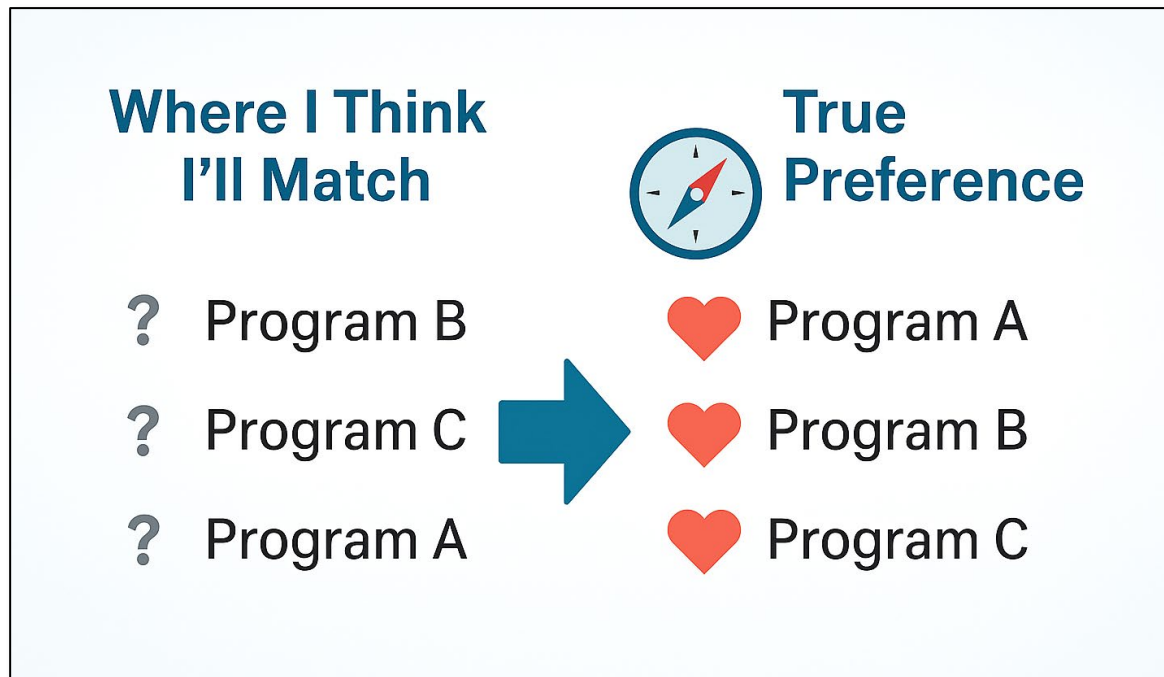 Where I Think
I'll Match
? Program B
? Program C
? Program A
True
Preference
Program A
Program B
Program C